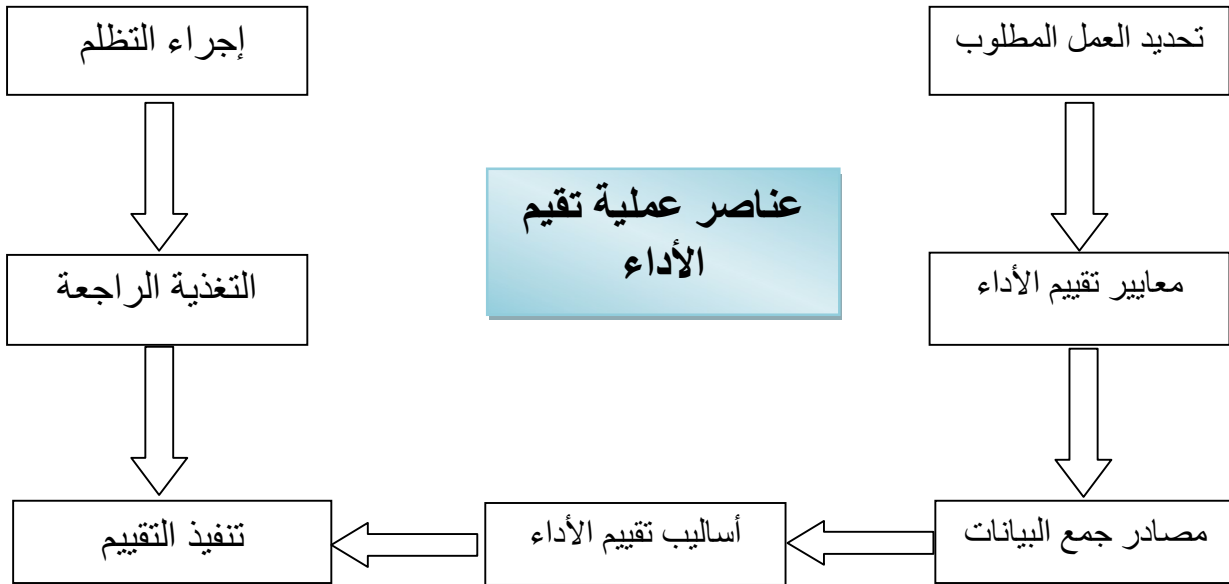 تحديد العمل المطلوب
إجراء التظلم
عناصر عملية تقيم
الأداء
معايير تقييم الأداء
التغذية الراجعة
مصادر جمع البيانات
أساليب تقييم الأداء
تنفيذ التقييم